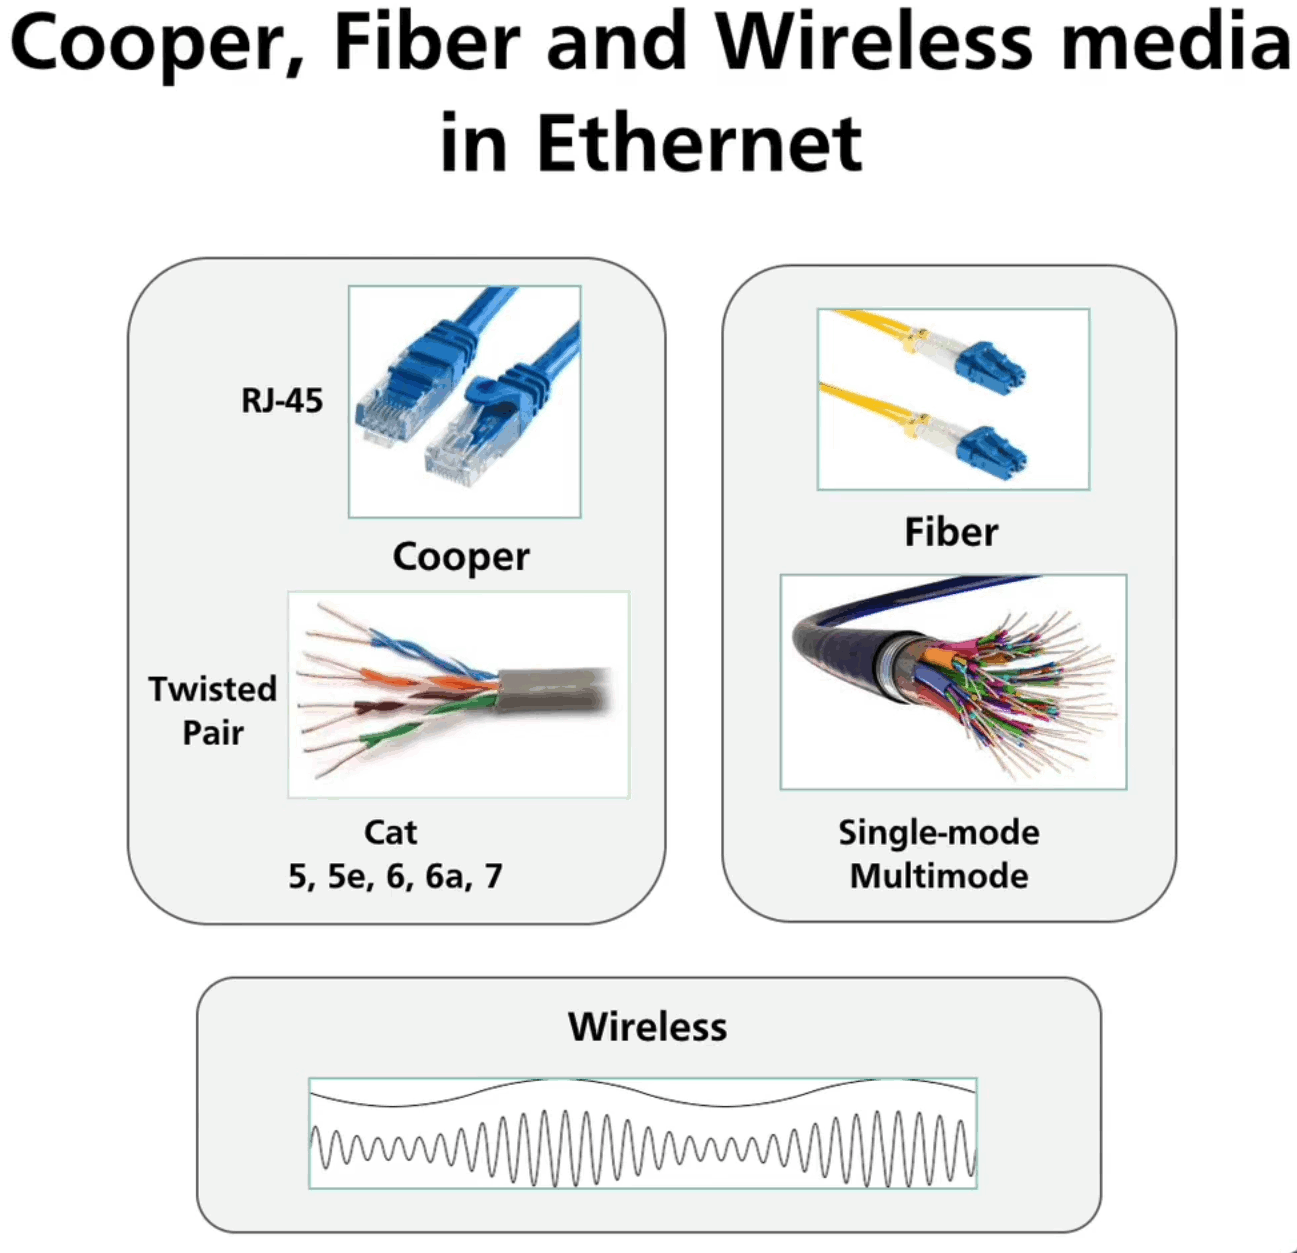 Cooper, Fiber and Wireless media
in Ethernet
RJ-45
Cooper
Twisted
Pair
Cat
5, 5e, 6, 6a, 7
Fiber
Single-mode
Multimode
Wireless